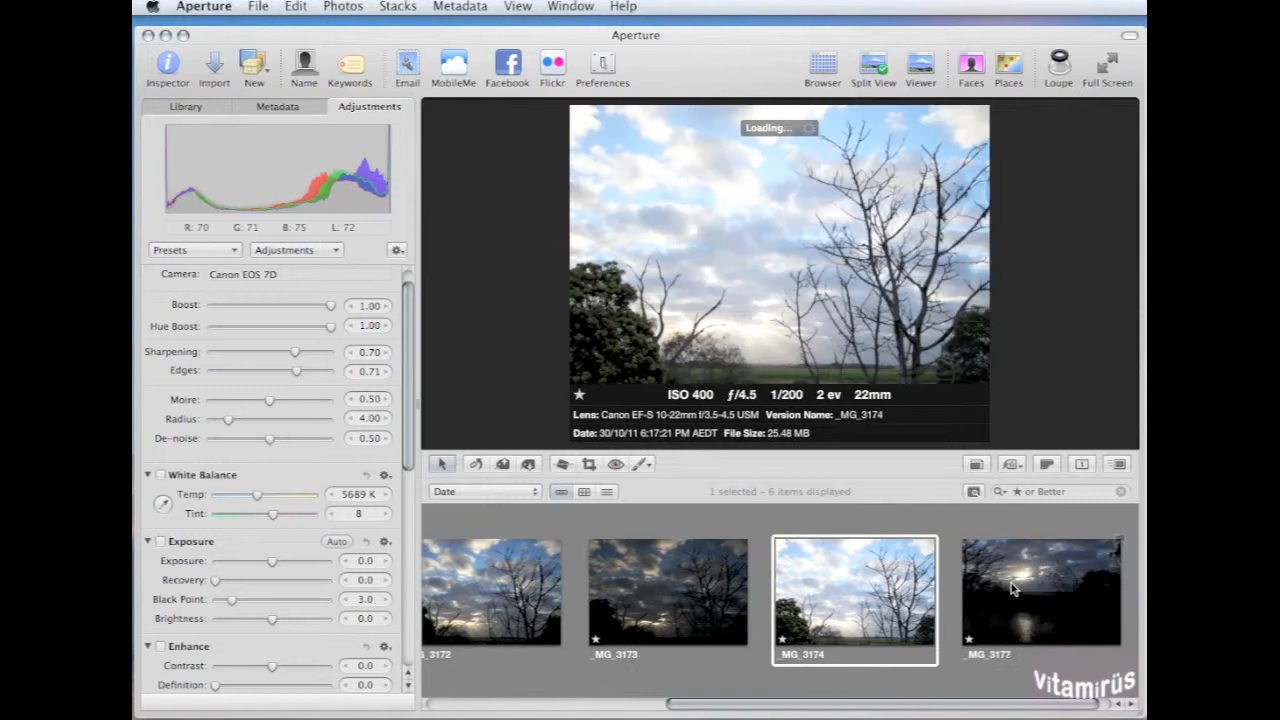 Aperture File Edit Photos Stacks Metadata View Window Help
Aperture
Inspector Import New Name Keywords Email MobileMe Facebook Flickr Preferences Browser Split View Viewer Faces Places Loupe Full Screen
Library Metadata Adjustments
Loading...
R: 70 G: 71 B: 75 L: 72
Presets Adjustments
Camera: Canon EOS 7D
Boost: 1.00
Hue Boost: 1.00
Sharpening: 0.70
Edges: 0.71
Moire: 0.50
Radius: 4.00
De-noise: 0.50
White Balance
Temp: 5689 K
Tint: 8
Exposure Auto
Exposure: 0.0
Recovery: 0.0
Black Point: 3.0
Brightness: 0.0
Enhance
Contrast: 0.0
Definition: 0.0
ISO 400 ƒ/4.5 1/200 2 ev 22mm
Lens: Canon EF-S 10-22mm f/3.5-4.5 USM Version Name: _MG_3174
Date: 30/10/11 6:17:21 PM AEDT File Size: 25.48 MB
Date 1 selected - 6 items displayed ★ or Better
G_3172 _MG_3173 _MG_3174 _MG_3177
Vitamirüs